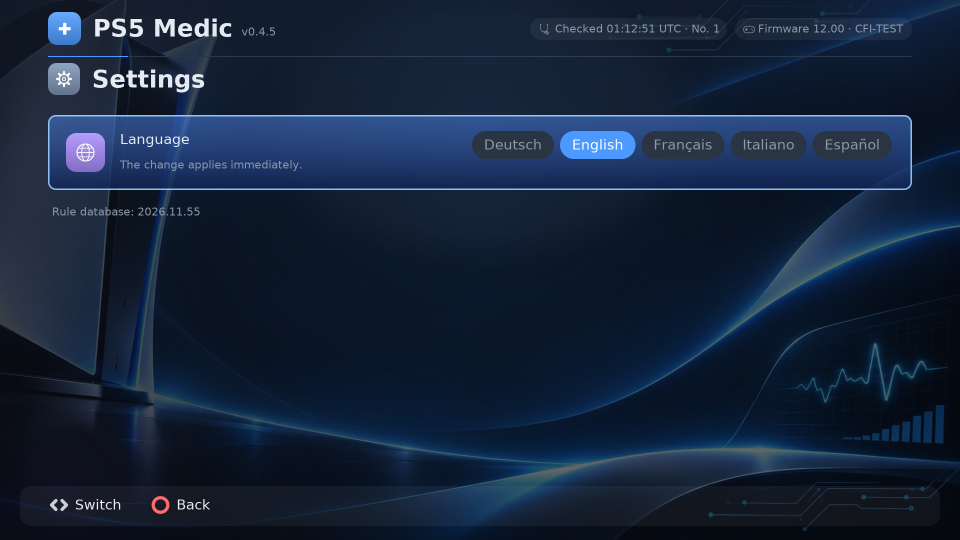 PS5 Medic v0.4.5
Checked 01:12:51 UTC · No. 1
Firmware 12.00 · CFI-TEST
Settings
Language
The change applies immediately.
Deutsch English Français Italiano Español
Rule database: 2026.11.55
Switch Back